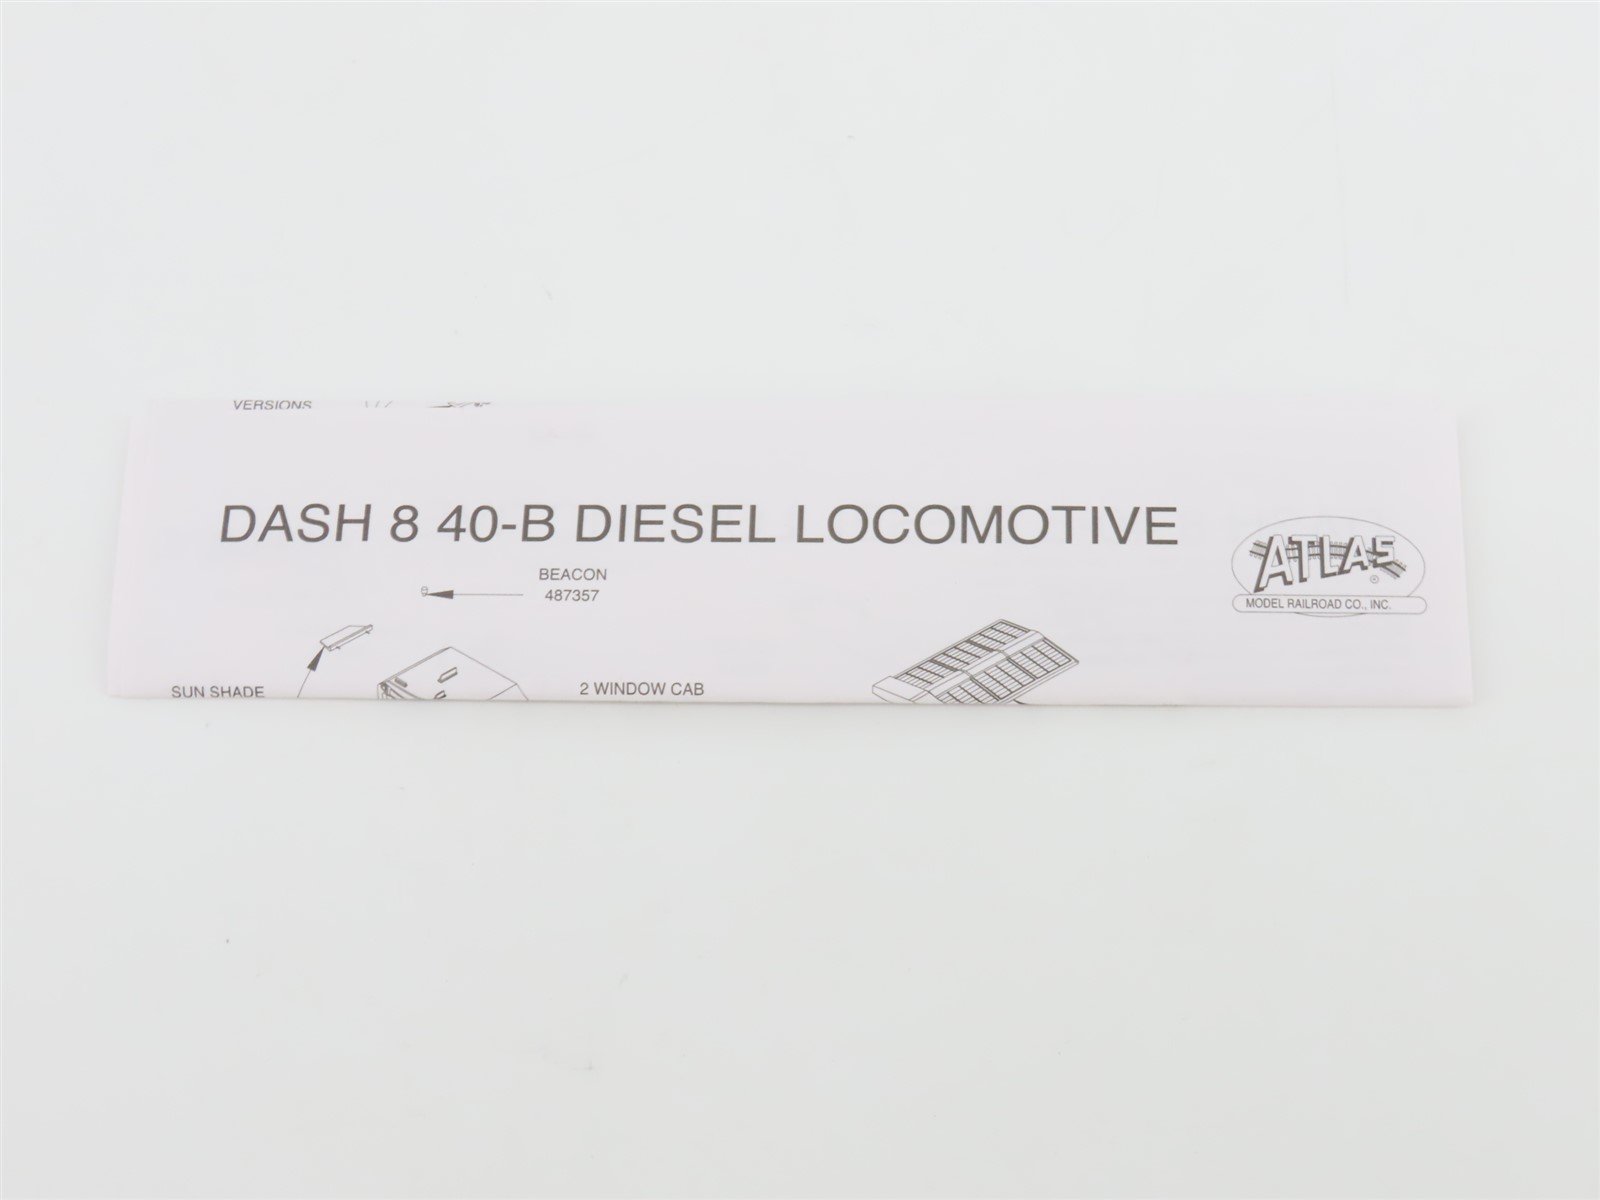 VERSIONS
DASH 8 40-B DIESEL LOCOMOTIVE
BEACON
487357
ATLAS
®
MODEL RAILROAD CO., INC.
SUN SHADE
2 WINDOW CAB